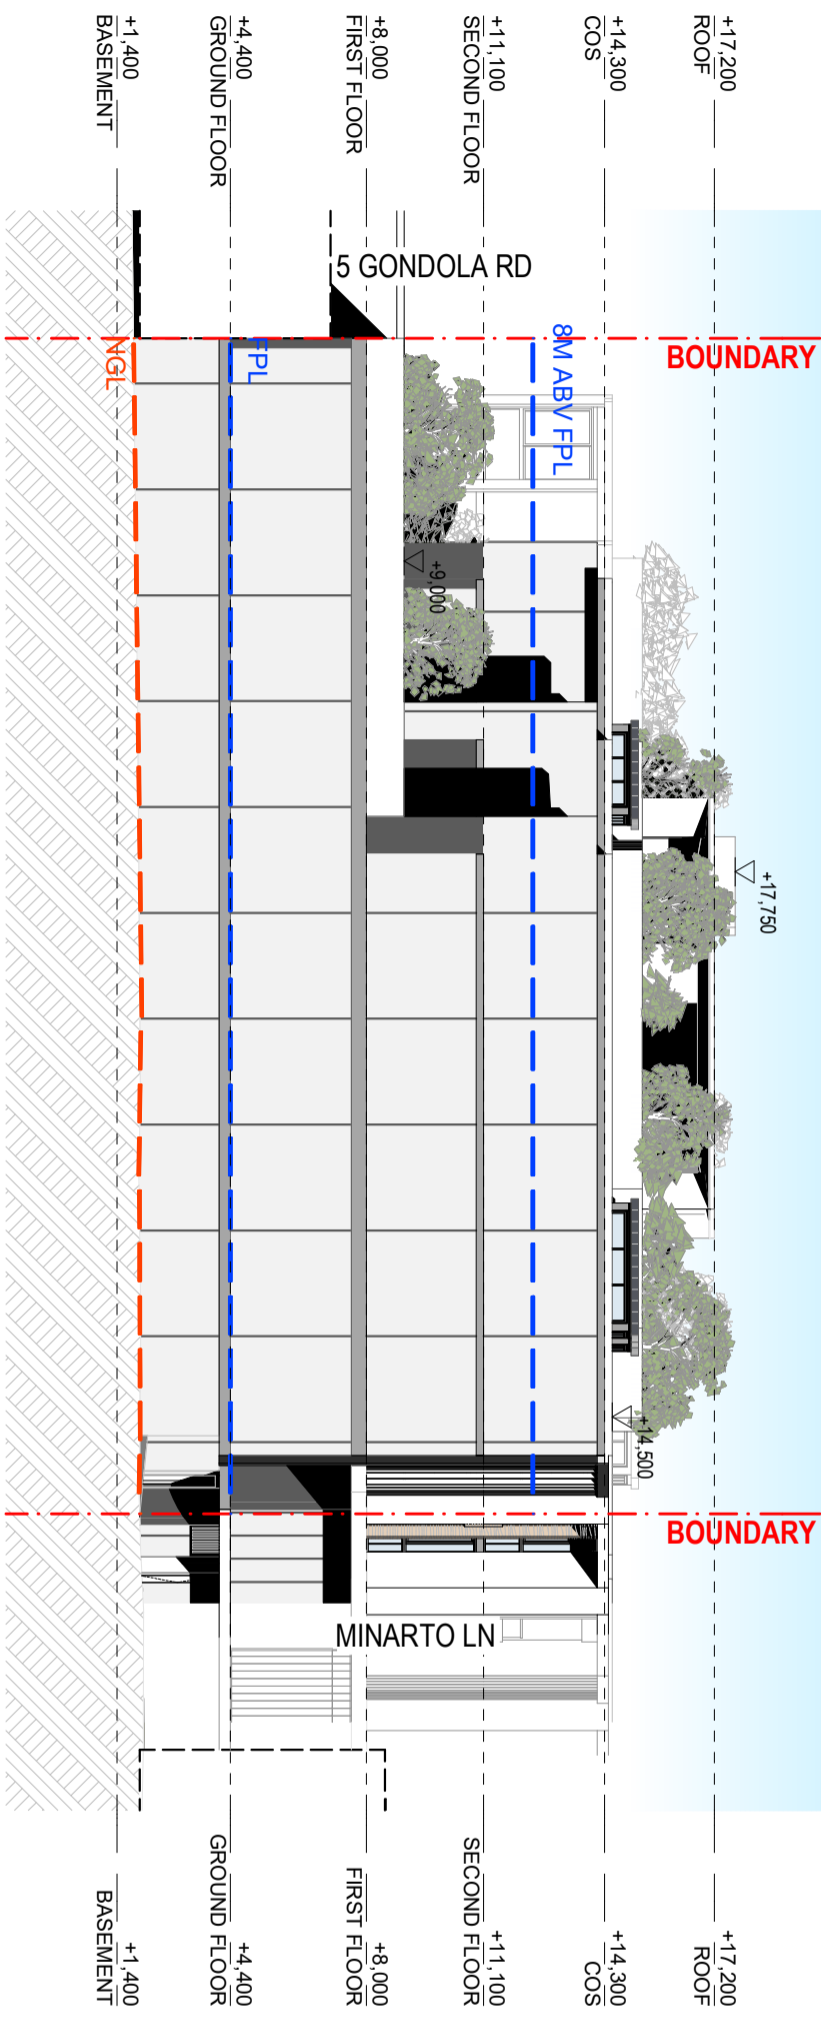 +17,200
ROOF
+14,300
COS
+11,100
SECOND FLOOR
+8,000
FIRST FLOOR
+4,400
GROUND FLOOR
+1,400
BASEMENT
BOUNDARY
5 GONDOLA RD
8M ABV FPL
FPL
NGL
+9,000
+17,750
+14,500
BOUNDARY
MINARTO LN
+17,200
ROOF
+14,300
COS
+11,100
SECOND FLOOR
+8,000
FIRST FLOOR
+4,400
GROUND FLOOR
+1,400
BASEMENT